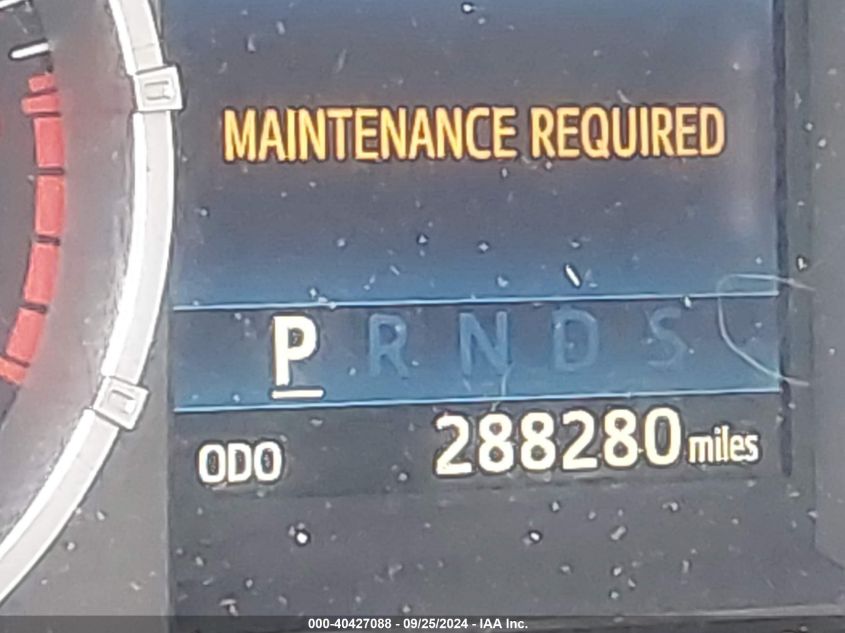 MAINTENANCE REQUIRED
P R N D S
ODO 288280 miles
000-40427088 - 09/25/2024 - IAA Inc.